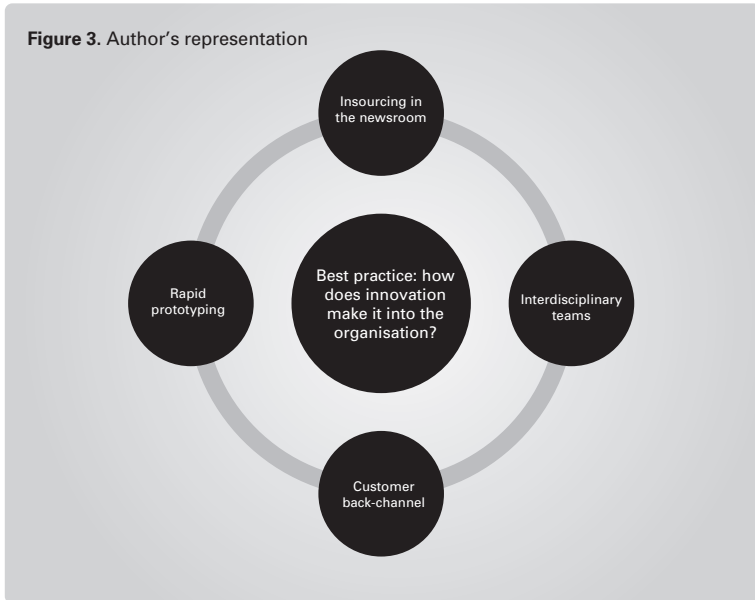 Figure 3. Author's representation
Insourcing in
the newsroom
Rapid
prototyping
Best practice: how
does innovation
make it into the
organisation?
Interdisciplinary
teams
Customer
back-channel